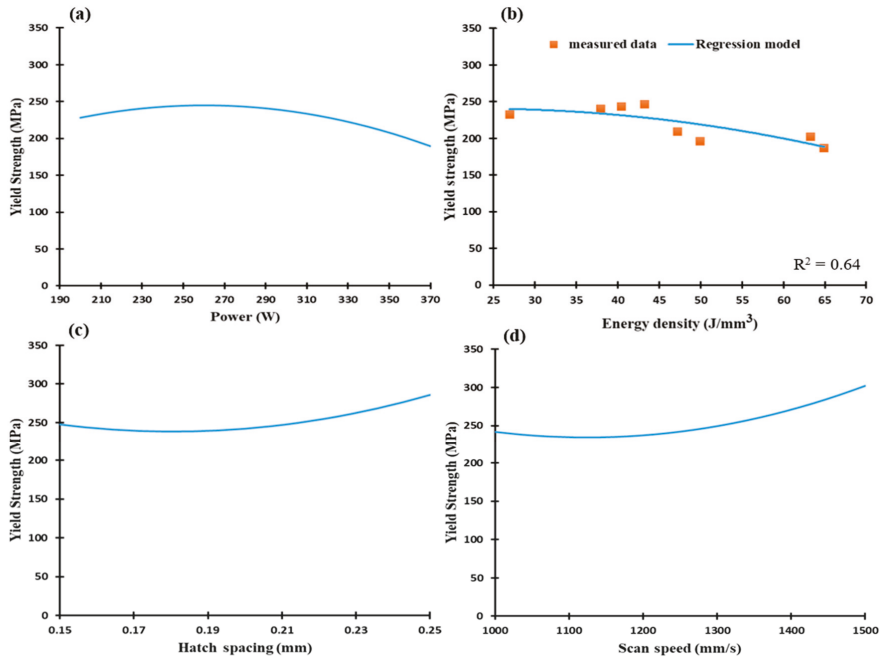 (a)
350
300
250
200
150
100
50
0
Yield Strength (MPa)
190 210 230 250 270 290 310 330 350 370
Power (W)
(b)
measured data Regression model
350
300
250
200
150
100
50
0
Yield strength (MPa)
R² = 0.64
25 30 35 40 45 50 55 60 65 70
Energy density (J/mm³)
(c)
350
300
250
200
150
100
50
0
Yield Strength (MPa)
0.15 0.17 0.19 0.21 0.23 0.25
Hatch spacing (mm)
(d)
350
300
250
200
150
100
50
0
Yield Strength (MPa)
1000 1100 1200 1300 1400 1500
Scan speed (mm/s)